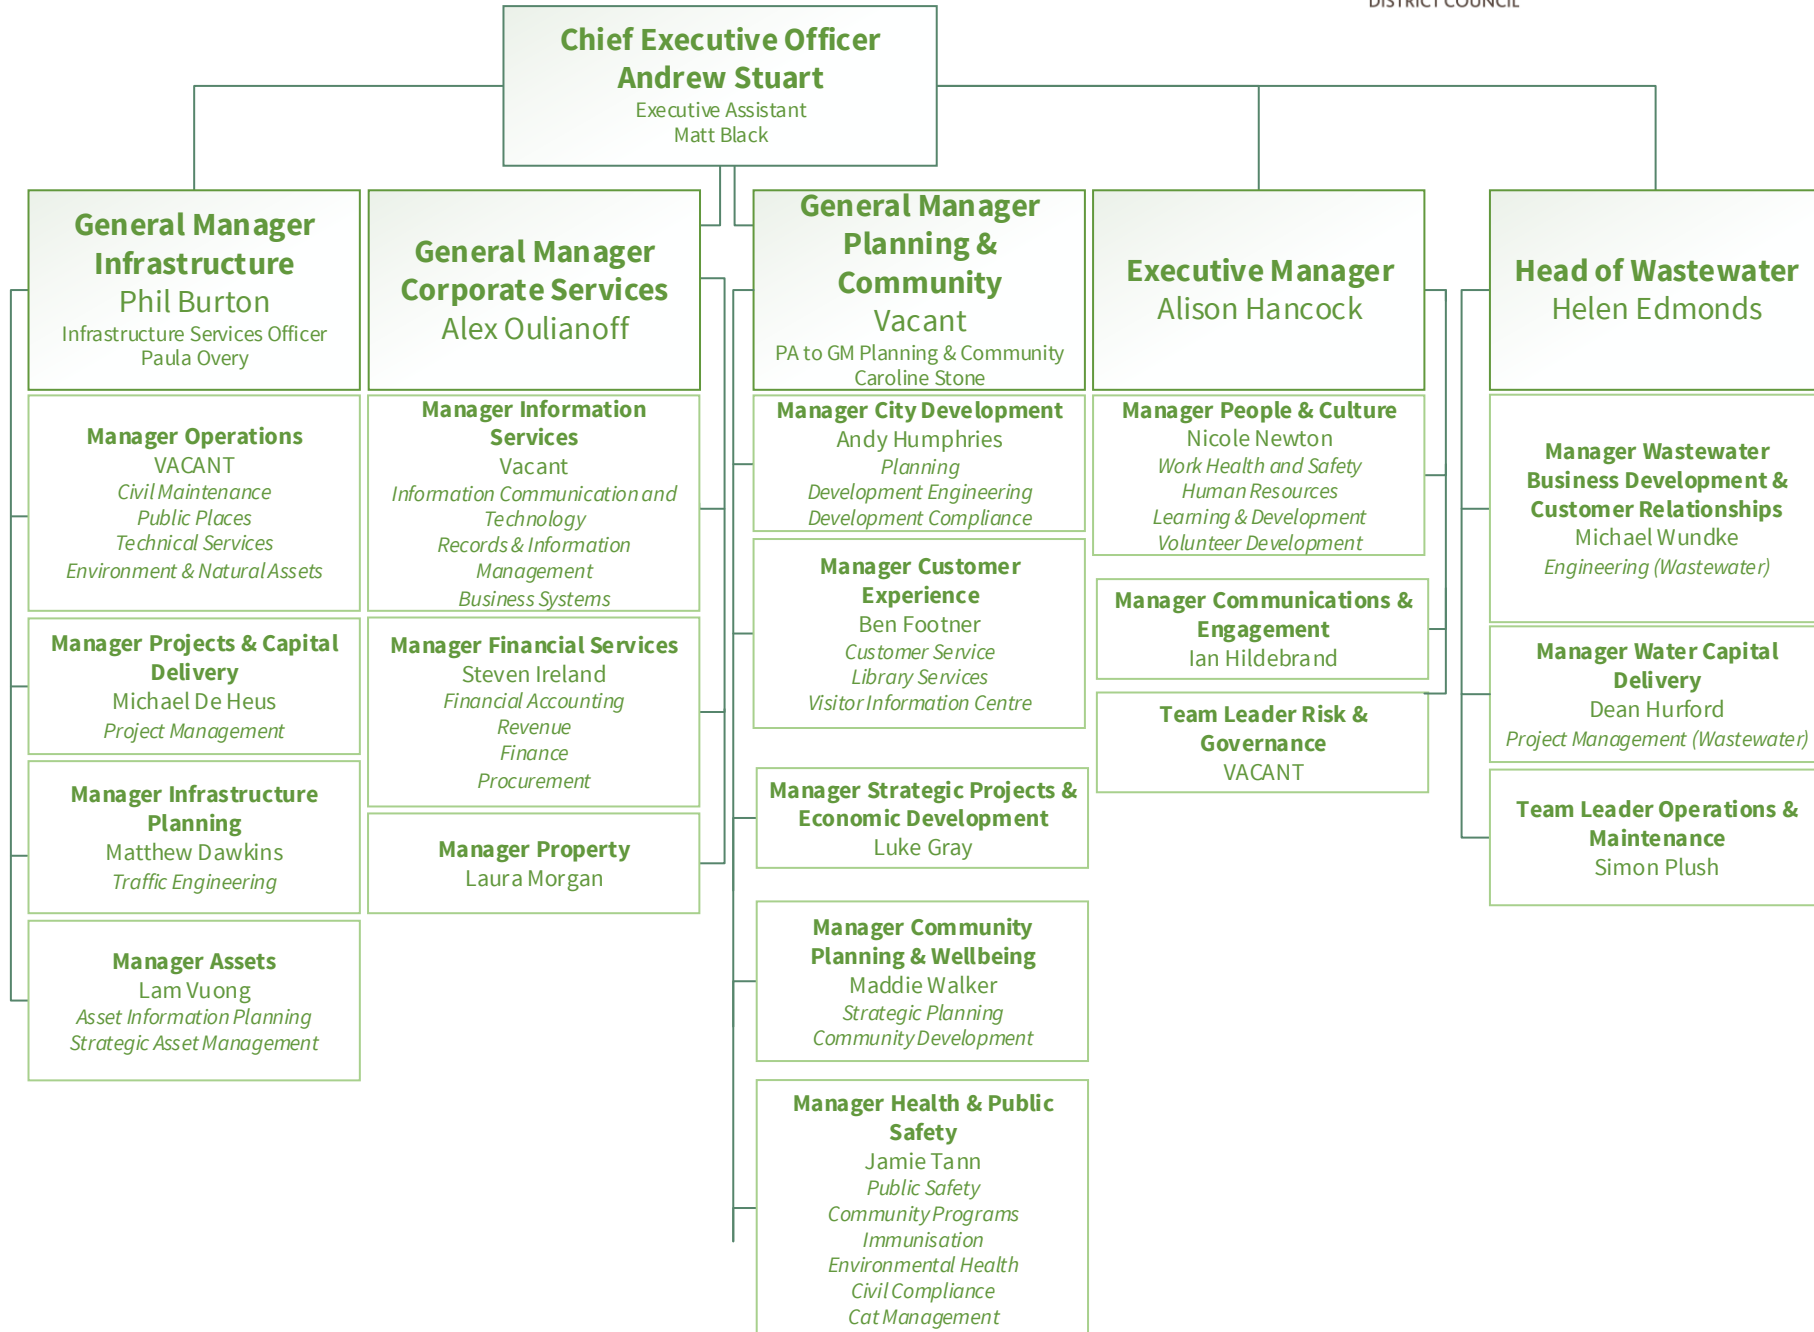 DISTRICT COUNCIL
Chief Executive Officer
Andrew Stuart
Executive Assistant
Matt Black
General Manager
Infrastructure
Phil Burton
Infrastructure Services Officer
Paula Overy
Manager Operations
VACANT
Civil Maintenance
Public Places
Technical Services
Environment & Natural Assets
Manager Projects & Capital
Delivery
Michael De Heus
Project Management
Manager Infrastructure
Planning
Matthew Dawkins
Traffic Engineering
Manager Assets
Lam Vuong
Asset Information Planning
Strategic Asset Management
General Manager
Corporate Services
Alex Oulianoff
Manager Information
Services
Vacant
Information Communication and
Technology
Records & Information
Management
Business Systems
Manager Financial Services
Steven Ireland
Financial Accounting
Revenue
Finance
Procurement
Manager Property
Laura Morgan
General Manager
Planning &
Community
Vacant
PA to GM Planning & Community
Caroline Stone
Manager City Development
Andy Humphries
Planning
Development Engineering
Development Compliance
Manager Customer
Experience
Ben Footner
Customer Service
Library Services
Visitor Information Centre
Manager Strategic Projects &
Economic Development
Luke Gray
Manager Community
Planning & Wellbeing
Maddie Walker
Strategic Planning
Community Development
Manager Health & Public
Safety
Jamie Tann
Public Safety
Community Programs
Immunisation
Environmental Health
Civil Compliance
Cat Management
Executive Manager
Alison Hancock
Manager People & Culture
Nicole Newton
Work Health and Safety
Human Resources
Learning & Development
Volunteer Development
Manager Communications &
Engagement
Ian Hildebrand
Team Leader Risk &
Governance
VACANT
Head of Wastewater
Helen Edmonds
Manager Wastewater
Business Development &
Customer Relationships
Michael Wundke
Engineering (Wastewater)
Manager Water Capital
Delivery
Dean Hurford
Project Management (Wastewater)
Team Leader Operations &
Maintenance
Simon Plush